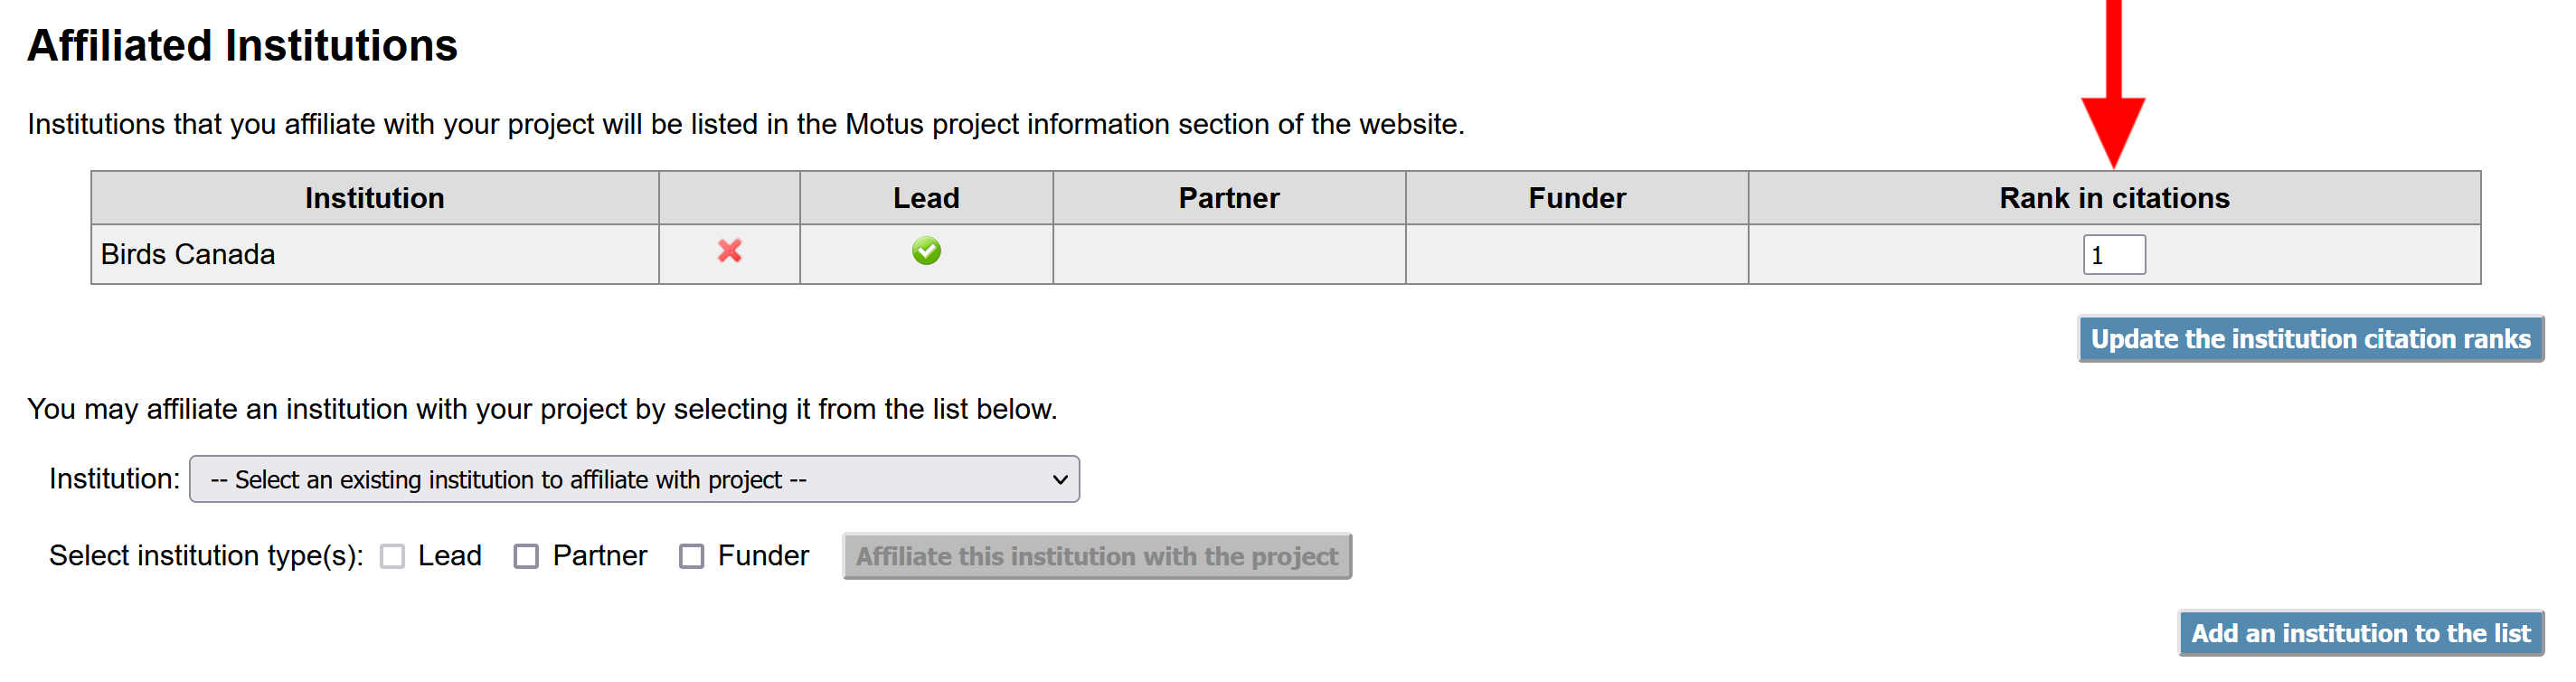 Affiliated Institutions
Institutions that you affiliate with your project will be listed in the Motus project information section of the website.
Institution Lead Partner Funder Rank in citations
Birds Canada 1
Update the institution citation ranks
You may affiliate an institution with your project by selecting it from the list below.
Institution: -- Select an existing institution to affiliate with project --
Select institution type(s): Lead Partner Funder Affiliate this institution with the project
Add an institution to the list